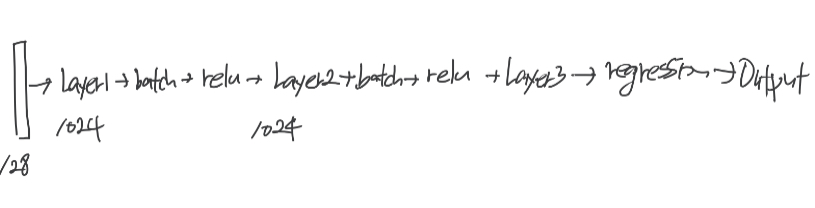 → Layer1 → batch → relu → Layer2 → batch → relu → Layer3 → regression → Output
1024 1024
128